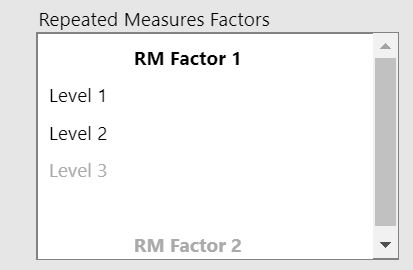 Repeated Measures Factors
RM Factor 1
Level 1
Level 2
Level 3
RM Factor 2